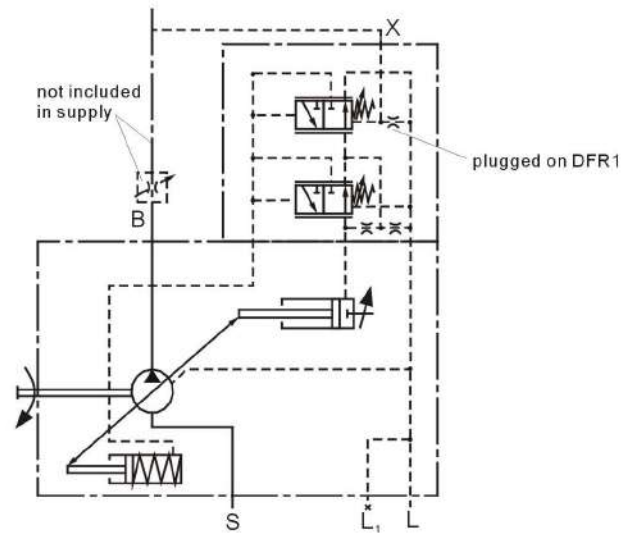 X
not included
in supply
plugged on DFR1
B
S
L₁
L